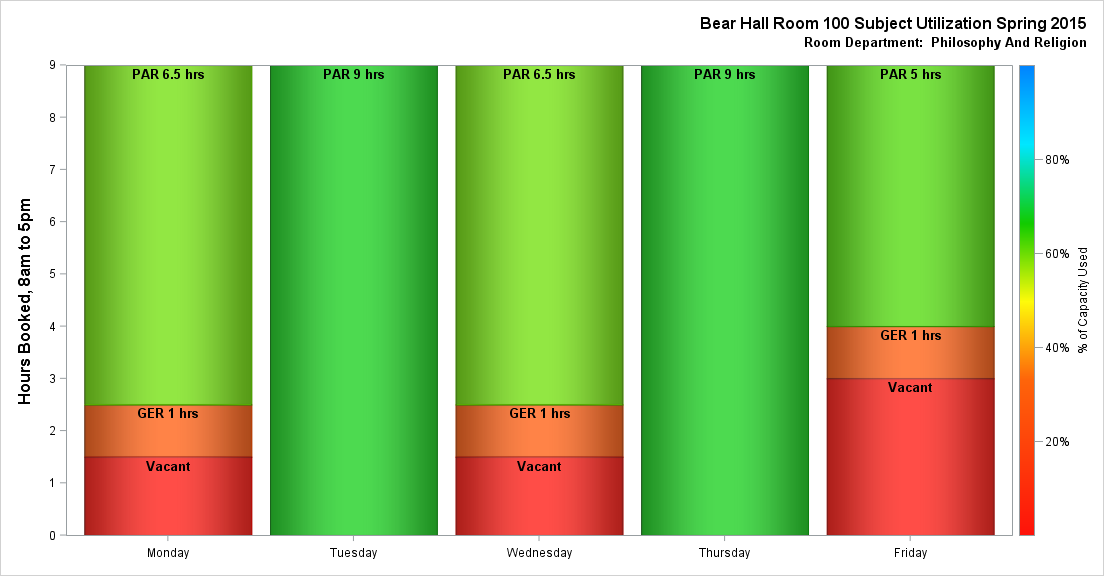 Bear Hall Room 100 Subject Utilization Spring 2015
Room Department:  Philosophy And Religion
Hours Booked, 8am to 5pm
9
8
7
6
5
4
3
2
1
0
PAR 6.5 hrs
GER 1 hrs
Vacant
PAR 9 hrs
PAR 6.5 hrs
GER 1 hrs
Vacant
PAR 9 hrs
PAR 5 hrs
GER 1 hrs
Vacant
Monday
Tuesday
Wednesday
Thursday
Friday
80%
60%
40%
20%
% of Capacity Used